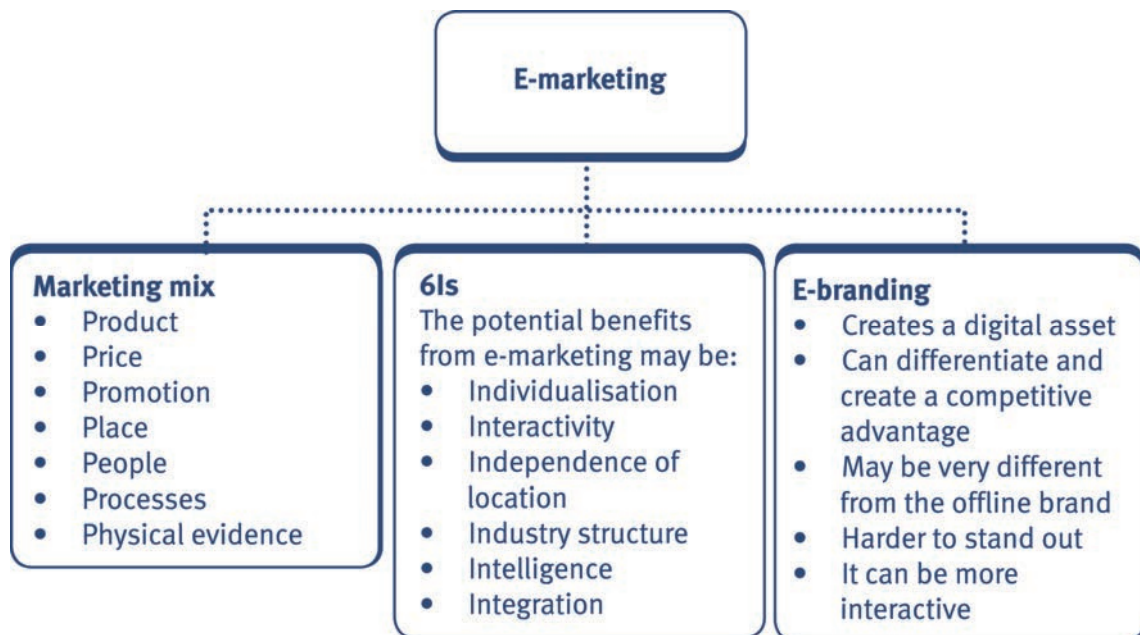 E-marketing
Marketing mix
• Product
• Price
• Promotion
• Place
• People
• Processes
• Physical evidence
6Is
The potential benefits
from e-marketing may be:
• Individualisation
• Interactivity
• Independence of
location
• Industry structure
• Intelligence
• Integration
E-branding
• Creates a digital asset
• Can differentiate and
create a competitive
advantage
• May be very different
from the offline brand
• Harder to stand out
• It can be more
interactive